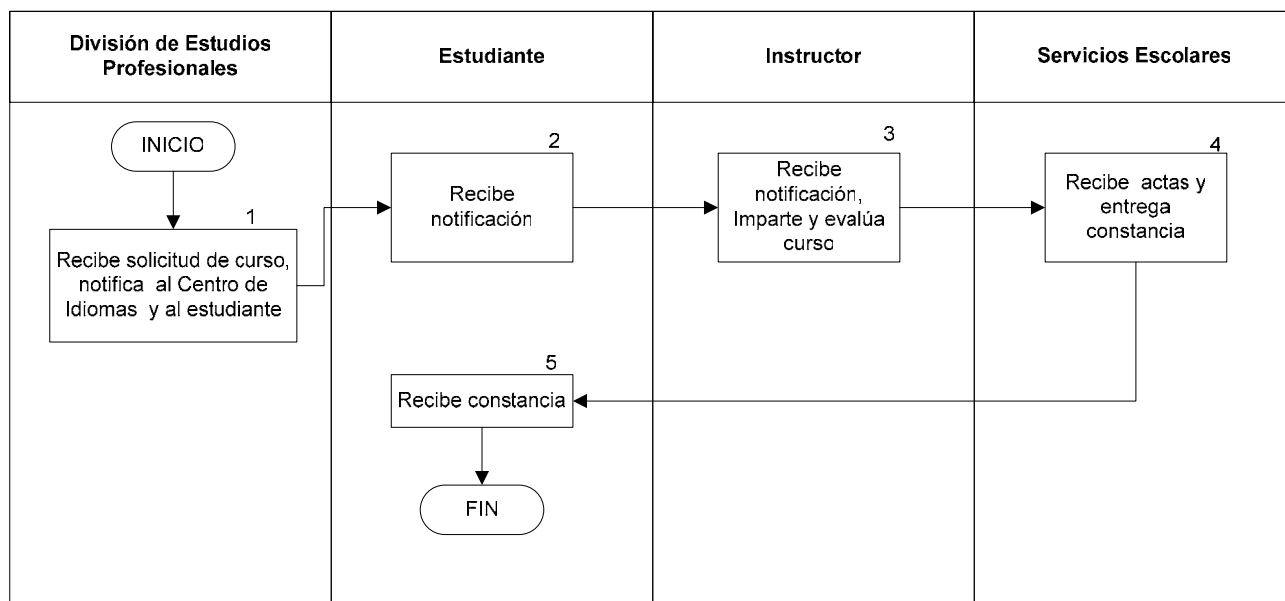 División de Estudios
Profesionales
Estudiante
Instructor
Servicios Escolares
INICIO
1
Recibe solicitud de curso,
notifica al Centro de
Idiomas y al estudiante
2
Recibe
notificación
3
Recibe
notificación,
Imparte y evalúa
curso
4
Recibe actas y
entrega
constancia
5
Recibe constancia
FIN